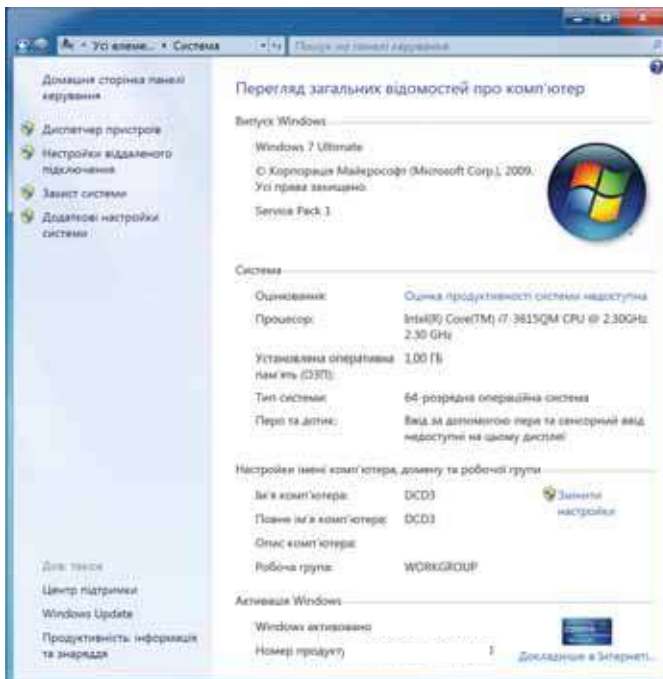 Усі елеме... Система
Пошук на панелі керування
Домашня сторінка панелі
керування
Диспетчер пристроїв
Настройки віддаленого
підключення
Захист системи
Додаткові настройки
системи
Див. також
Центр підтримки
Windows Update
Продуктивність: інформація
та знаряддя
Перегляд загальних відомостей про комп'ютер
Випуск Windows
Windows 7 Ultimate
© Корпорація Майкрософт (Microsoft Corp.), 2009.
Усі права захищено.
Service Pack 1
Система
Оцінювання: Оцінка продуктивності системи недоступна
Процесор: Intel(R) Core(TM) i7-3615QM CPU @ 2.30GHz
2.30 GHz
Установлена оперативна 1,00 ГБ
пам'ять (ОЗП):
Тип системи: 64-розрядна операційна система
Перо та дотик: Ввід за допомогою пера та сенсорний ввід
недоступні на цьому дисплеї
Настройки імені комп'ютера, домену та робочої групи
Ім'я комп'ютера: DCD3 Змінити
настройки
Повне ім'я комп'ютера: DCD3
Опис комп'ютера:
Робоча група: WORKGROUP
Активація Windows
Windows активовано
Номер продукту
Докладніше в Інтернеті...